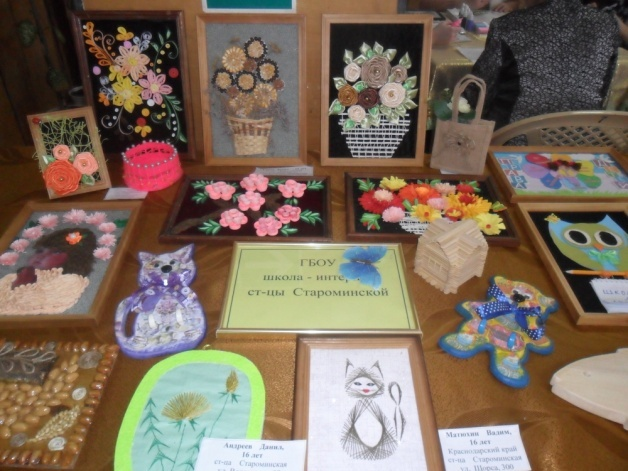 ГБОУ
школа - инте
ст-цы Староминской
Андреев Данил,
16 лет
ст-ца Староминская
Матюхин Вадим,
16 лет
Краснодарский край
ст-ца Староминская
ул. Щорса, 300